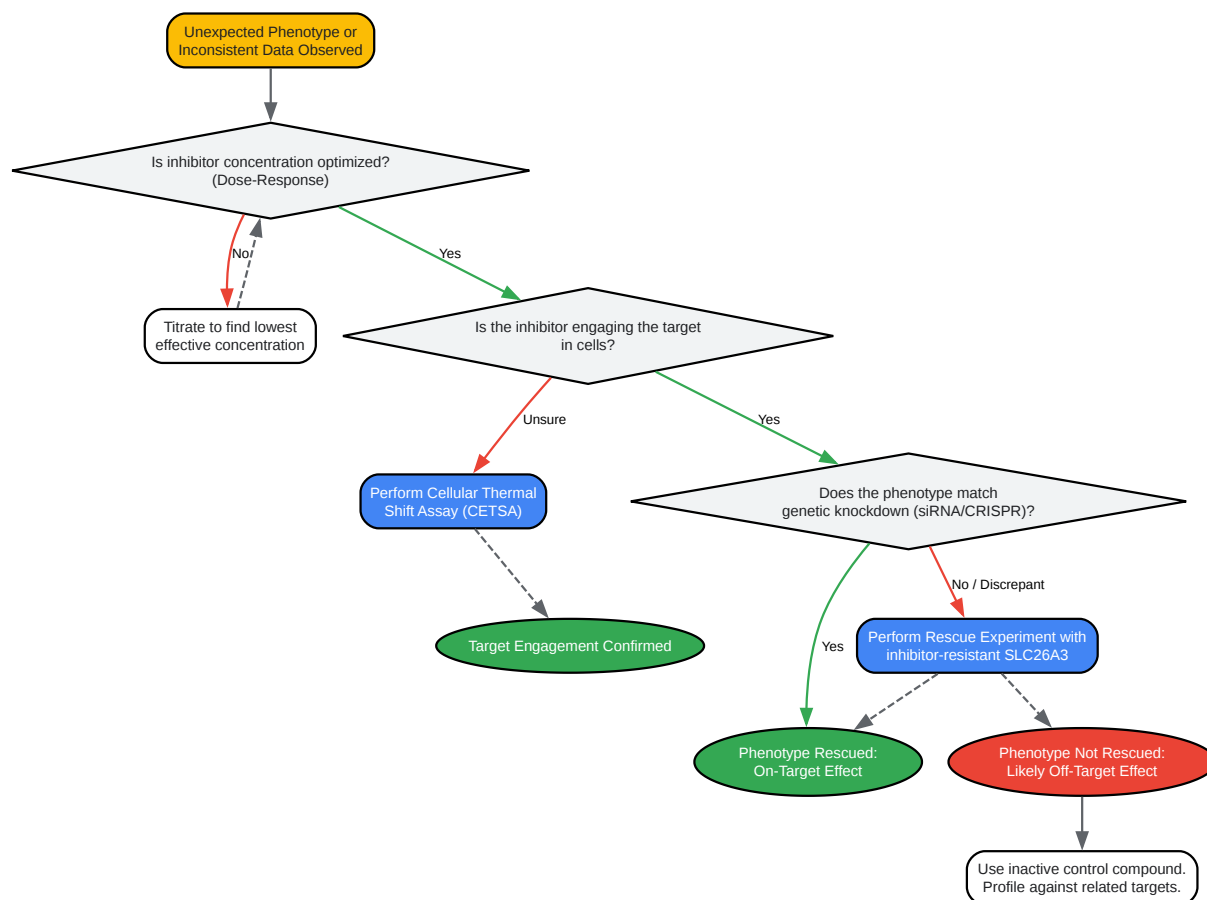 Unexpected Phenotype or
Inconsistent Data Observed
Is inhibitor concentration optimized?
(Dose-Response)
No
Yes
Titrate to find lowest
effective concentration
Is the inhibitor engaging the target
in cells?
Unsure
Yes
Perform Cellular Thermal
Shift Assay (CETSA)
Does the phenotype match
genetic knockdown (siRNA/CRISPR)?
No / Discrepant
Yes
Target Engagement Confirmed
Perform Rescue Experiment with
inhibitor-resistant SLC26A3
Phenotype Rescued:
On-Target Effect
Phenotype Not Rescued:
Likely Off-Target Effect
Use inactive control compound.
Profile against related targets.